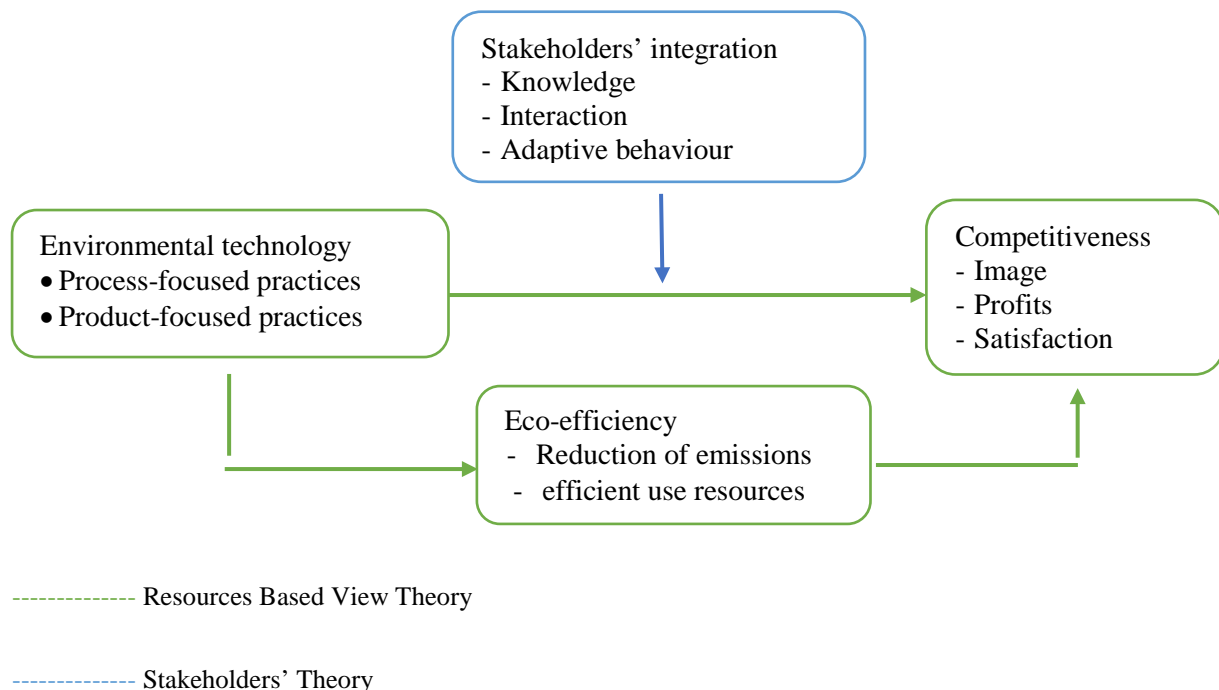 Stakeholders’ integration
- Knowledge
- Interaction
- Adaptive behaviour
Environmental technology
• Process-focused practices
• Product-focused practices
Competitiveness
- Image
- Profits
- Satisfaction
Eco-efficiency
- Reduction of emissions
- efficient use resources
Resources Based View Theory
Stakeholders’ Theory